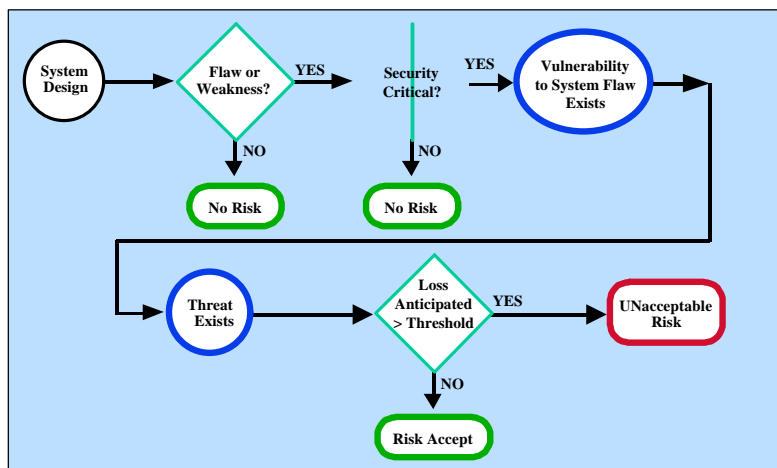 System
Design
Flaw or
Weakness?
YES
Security
Critical?
YES
Vulnerability
to System Flaw
Exists
NO
NO
No Risk
No Risk
Threat
Exists
Loss
Anticipated
> Threshold
YES
UNacceptable
Risk
NO
Risk Accept